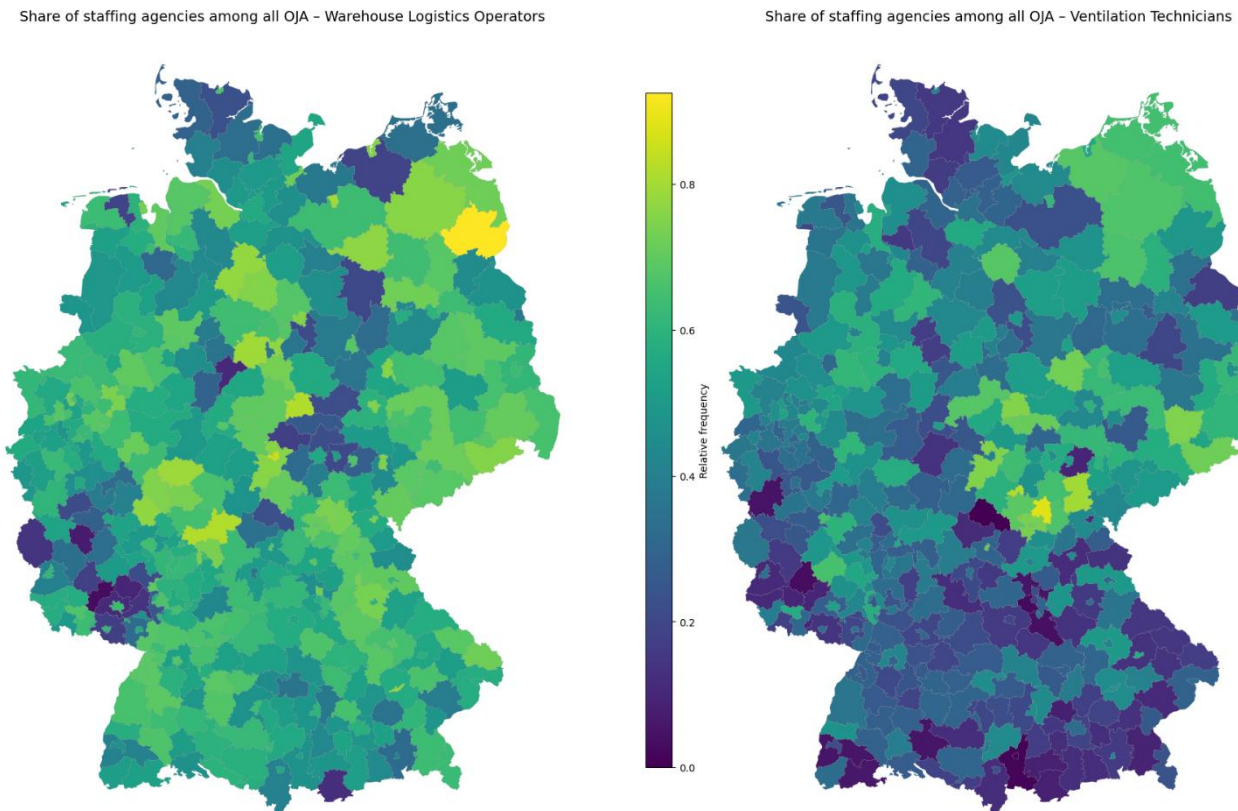 Share of staffing agencies among all OJA – Warehouse Logistics Operators
Share of staffing agencies among all OJA – Ventilation Technicians
0.8
0.6
Relative frequency
0.4
0.2
0.0